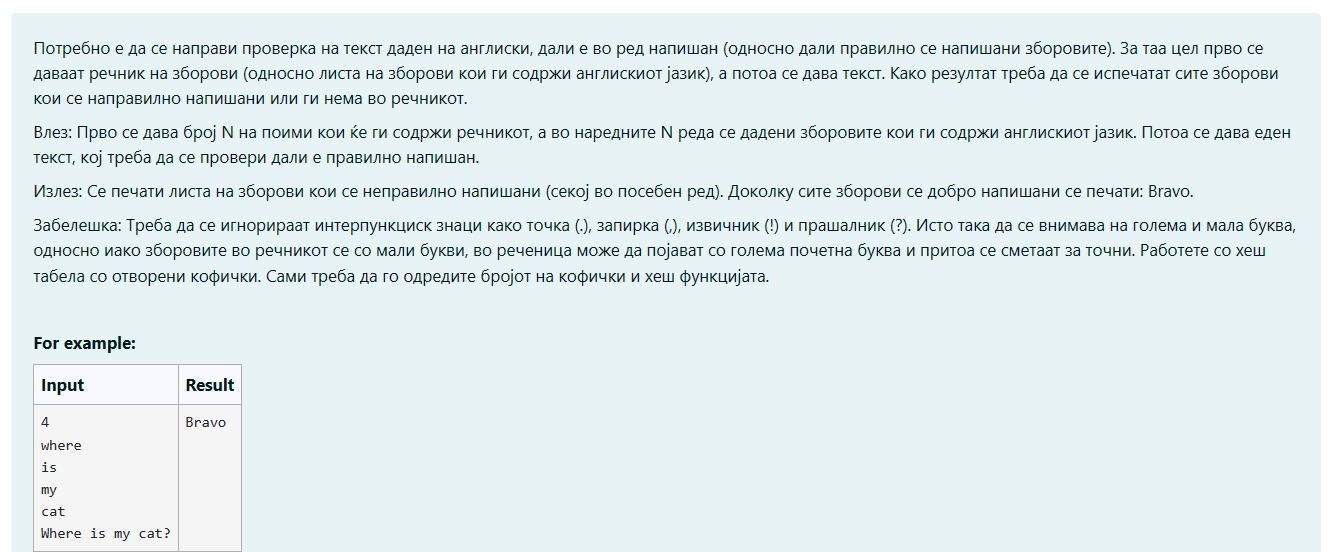 Потребно е да се направи проверка на текст даден на англиски, дали е во ред напишан (односно дали правилно се напишани зборовите). За таа цел прво се
даваат речник на зборови (односно листа на зборови кои ги содржи англискиот јазик), а потоа се дава текст. Како резултат треба да се испечатат сите зборови
кои се направилно напишани или ги нема во речникот.
Влез: Прво се дава број N на поими кои ќе ги содржи речникот, а во наредните N реда се дадени зборовите кои ги содржи англискиот јазик. Потоа се дава еден
текст, кој треба да се провери дали е правилно напишан.
Излез: Се печати листа на зборови кои се неправилно напишани (секој во посебен ред). Доколку сите зборови се добро напишани се печати: Bravo.
Забелешка: Треба да се игнорираат интерпункциск знаци како точка (.), запирка (,), извичник (!) и прашалник (?). Исто така да се внимава на голема и мала буква,
односно иако зборовите во речникот се со мали букви, во реченица може да појават со голема почетна буква и притоа се сметаат за точни. Работете со хеш
табела со отворени кофички. Сами треба да го одредите бројот на кофички и хеш функцијата.
For example:
Input Result
4 Bravo
where
is
my
cat
Where is my cat?